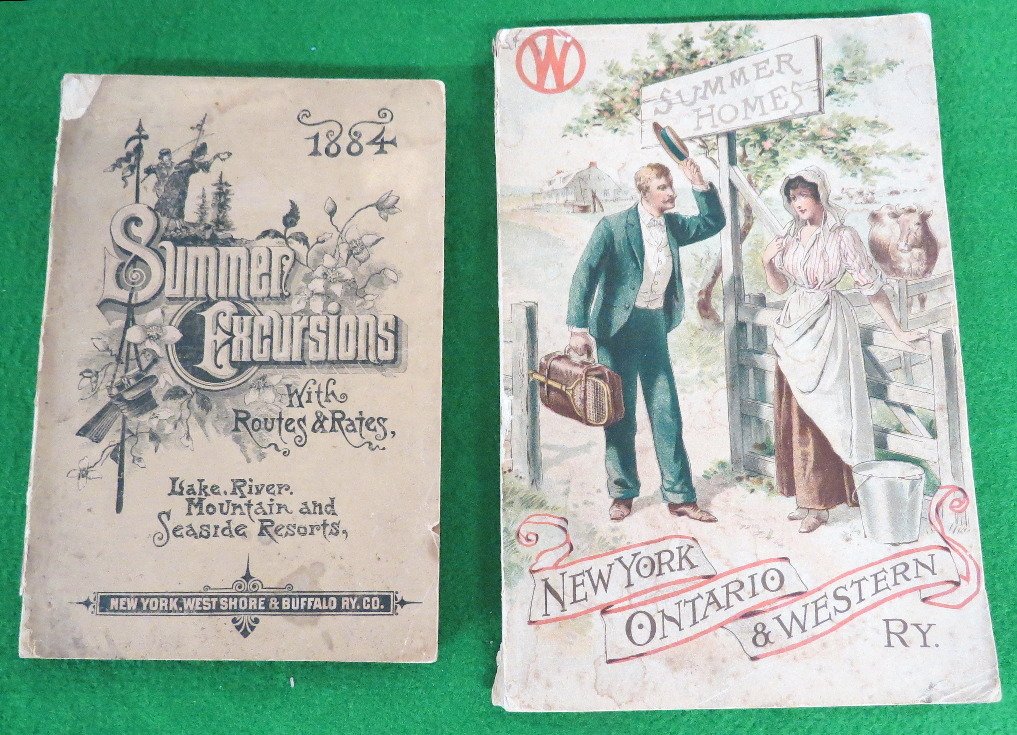 1884
Summer
Excursions
With
Routes & Rates,
Lake, River,
Mountain and
Seaside Resorts,
NEW YORK, WEST SHORE & BUFFALO RY. CO.
W
SUMMER
HOMES
NEW YORK
ONTARIO
& WESTERN
RY.